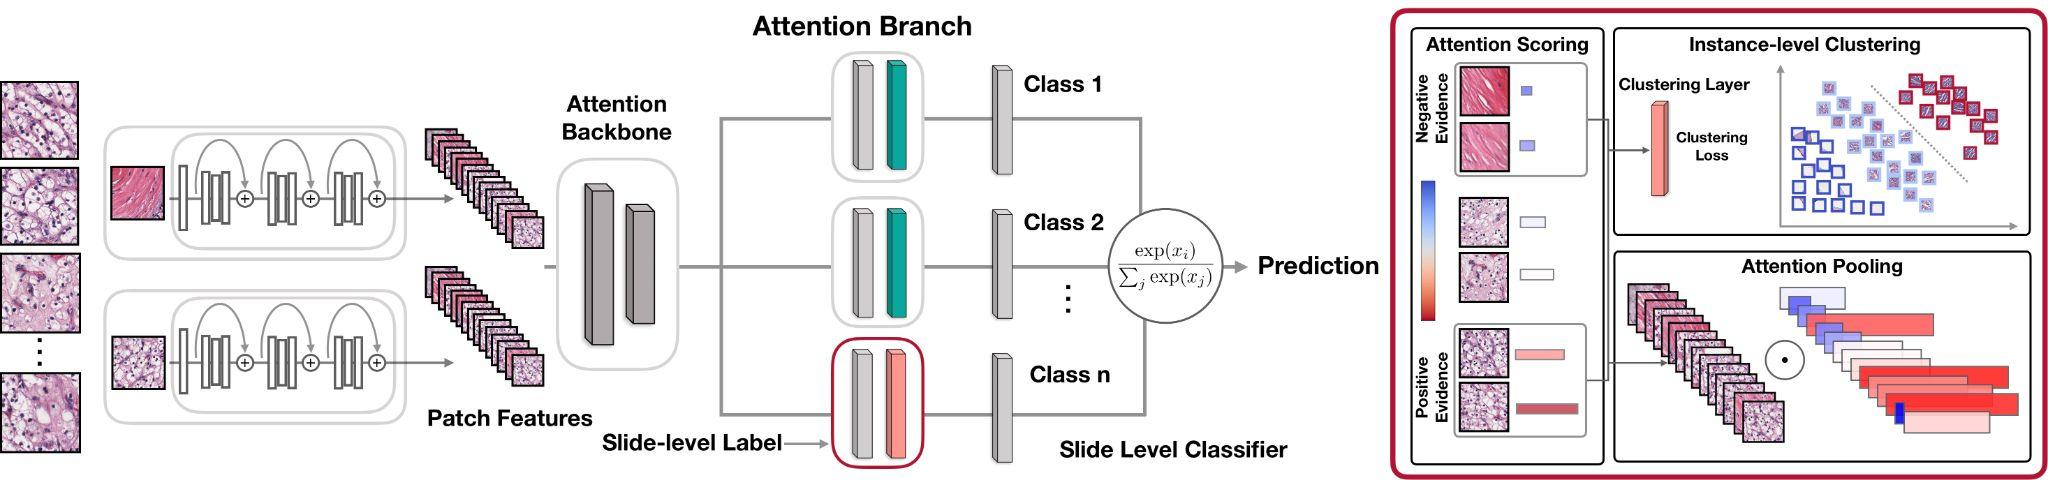 Attention Branch
Attention
Backbone
Class 1
Class 2
Class n
exp(x_i)
∑_j exp(x_j)
Prediction
Patch Features
Slide-level Label
Slide Level Classifier
Attention Scoring
Negative
Evidence
Positive
Evidence
Instance-level Clustering
Clustering Layer
Clustering
Loss
Attention Pooling